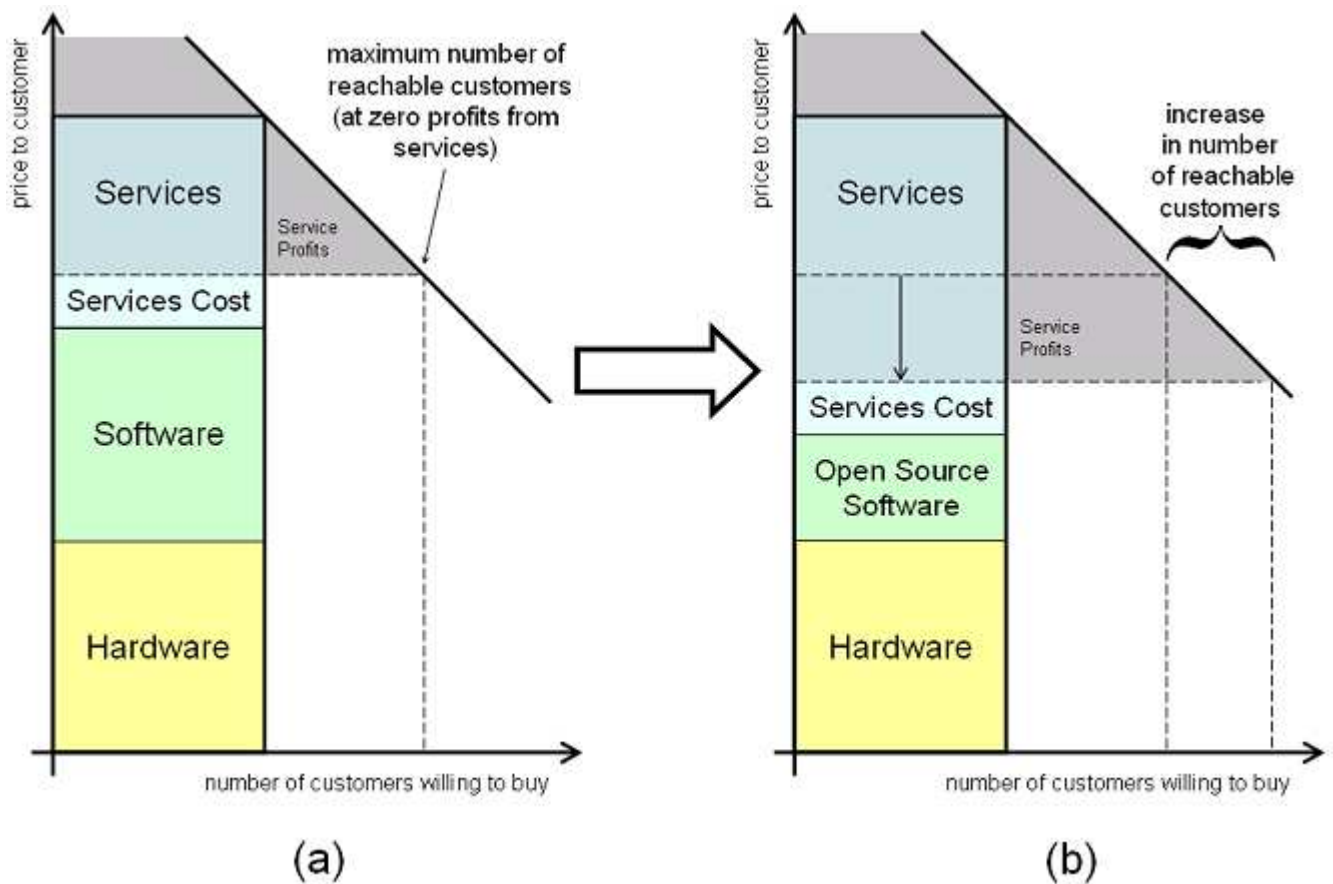 price to customer
maximum number of
reachable customers
(at zero profits from
services)
Services
Service
Profits
Services Cost
Software
Hardware
number of customers willing to buy
(a)
price to customer
increase
in number
of reachable
customers
Services
Service
Profits
Services Cost
Open Source
Software
Hardware
number of customers willing to buy
(b)